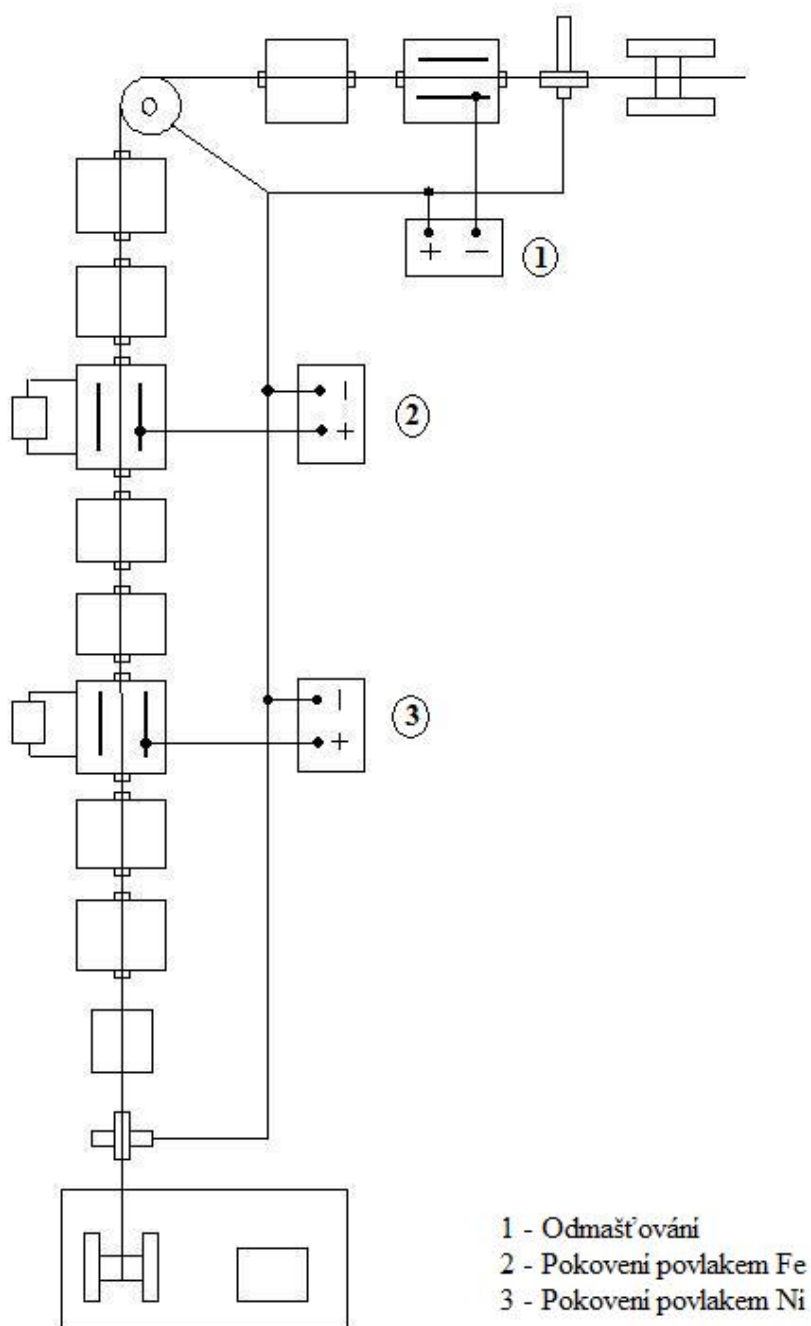 + —
1
— +
2
— +
3
1 - Odmašťování
2 - Pokovení povlakem Fe
3 - Pokovení povlakem Ni